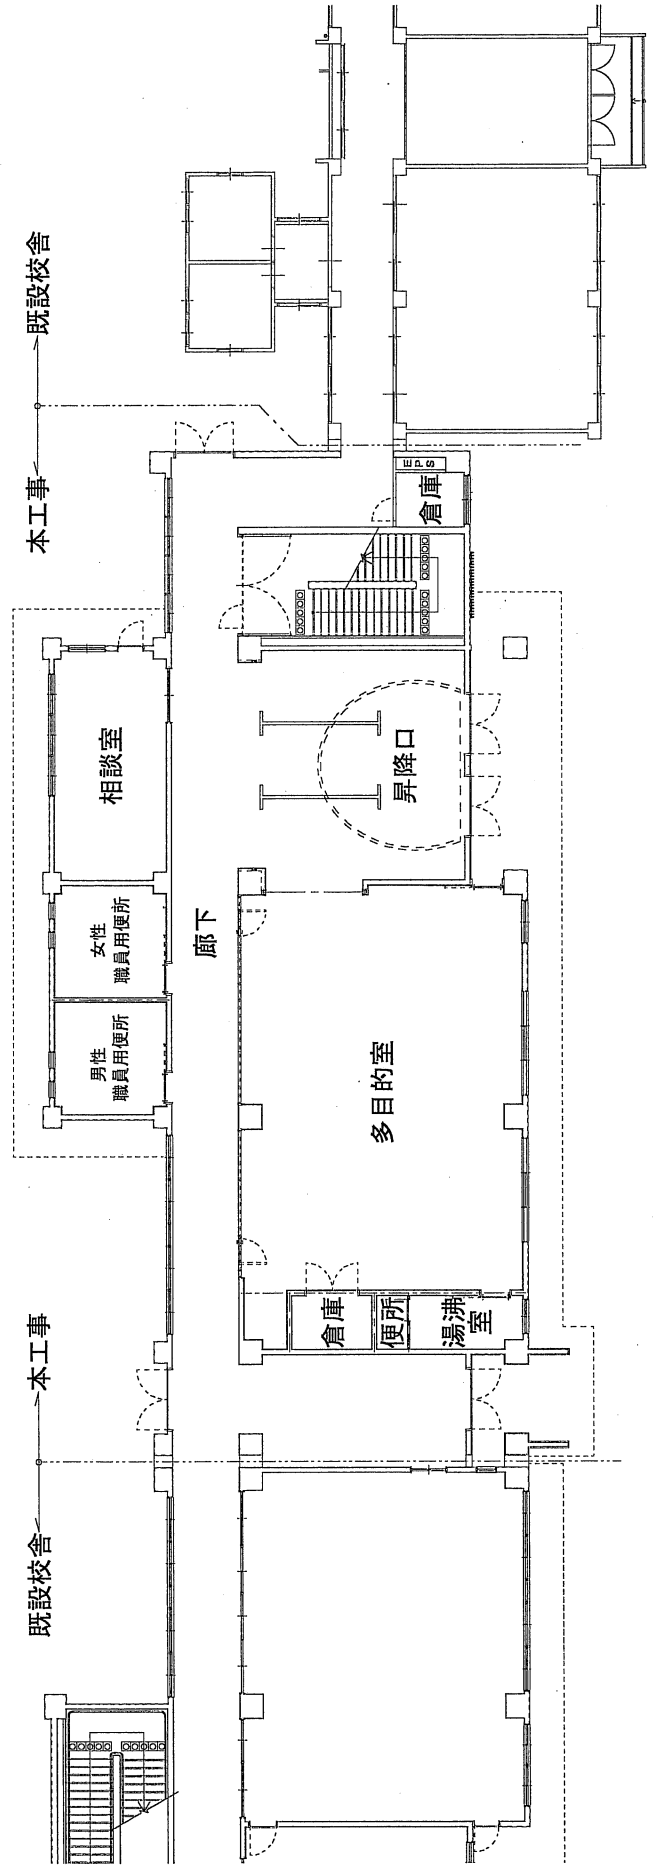 既設校舎
本工事
EPS
倉庫
相談室
昇降口
女性
職員用便所
廊下
男性
職員用便所
多目的室
倉庫
便所
湯沸
室
本工事
既設校舎